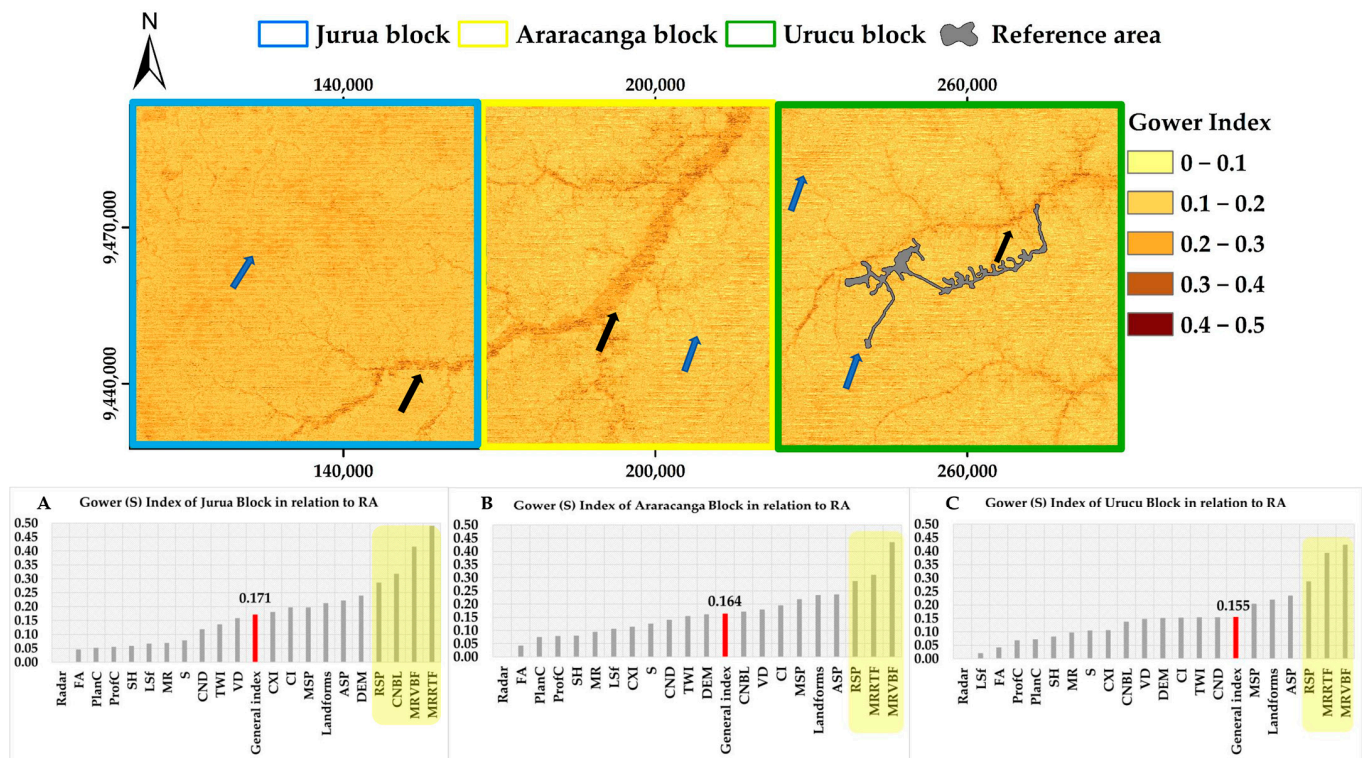 N
Jurua block Araracanga block Urucu block Reference area
140,000 200,000 260,000
9,470,000
9,440,000
140,000 200,000 260,000
Gower Index
0 – 0.1
0.1 – 0.2
0.2 – 0.3
0.3 – 0.4
0.4 – 0.5
A Gower (S) Index of Jurua Block in relation to RA
0.50
0.45
0.40
0.35
0.30
0.25
0.20
0.15
0.10
0.05
0.00
0.171
Radar FA PlanC ProfC SH LSf MR S CND TWI VD General index CXI CI MSP Landforms ASP DEM RSP CNBL MRVBF MRRTF
B Gower (S) Index of Araracanga Block in relation to RA
0.50
0.45
0.40
0.35
0.30
0.25
0.20
0.15
0.10
0.05
0.00
0.164
Radar FA PlanC ProfC SH MR LSf CXI S CND TWI DEM General index CNBL VD CI MSP Landforms ASP RSP MRRTF MRVBF
C Gower (S) Index of Urucu Block in relation to RA
0.50
0.45
0.40
0.35
0.30
0.25
0.20
0.15
0.10
0.05
0.00
0.155
Radar LSf FA ProfC PlanC SH MR S CXI CNBL VD DEM CI TWI CND General index MSP Landforms ASP RSP MRRTF MRVBF